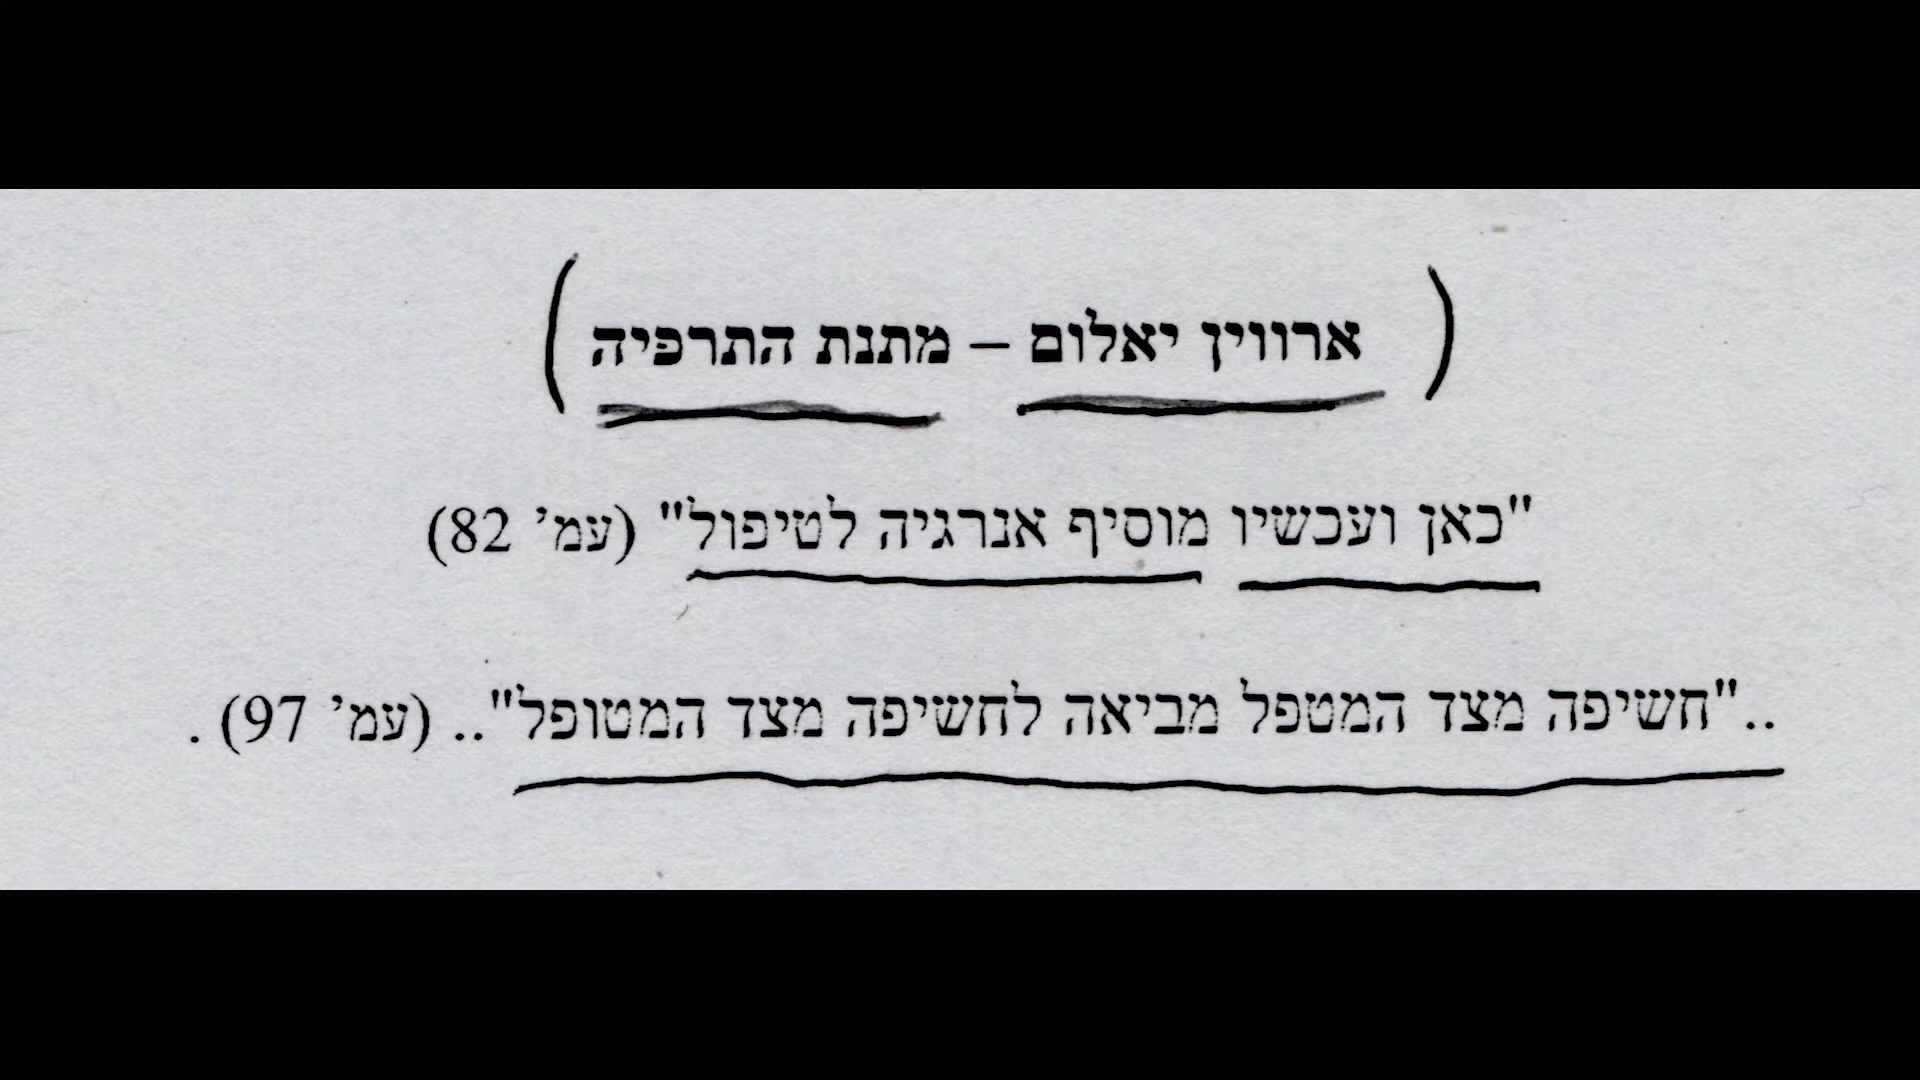 (ארווין יאלום – מתנת התרפיה)
"כאן ועכשיו מוסיף אנרגיה לטיפול" (עמ' 82)
.."חשיפה מצד המטפל מביאה לחשיפה מצד המטופל".. (עמ' 97) .